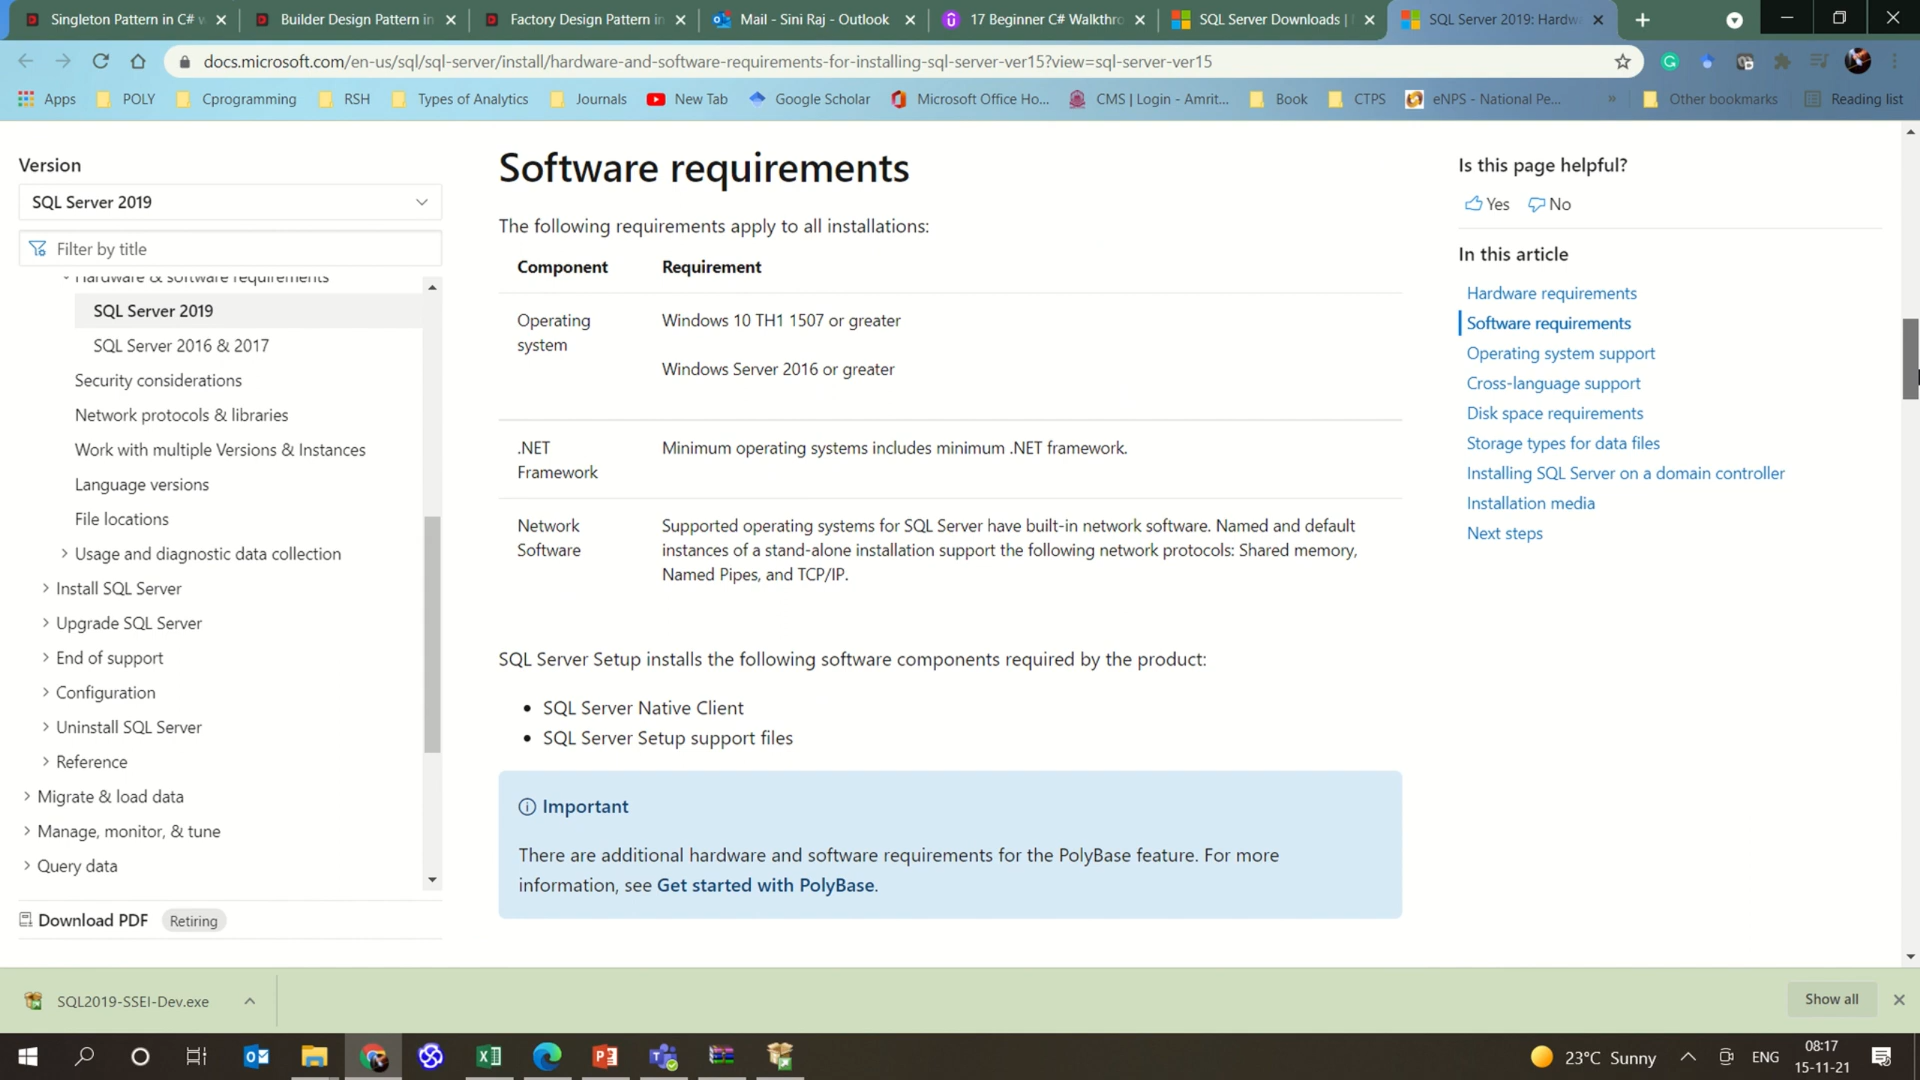 Singleton Pattern in C# w
Builder Design Pattern in
Factory Design Pattern in
Mail - Sini Raj - Outlook
17 Beginner C# Walkthro
SQL Server Downloads |
SQL Server 2019: Hardwa
docs.microsoft.com/en-us/sql/sql-server/install/hardware-and-software-requirements-for-installing-sql-server-ver15?view=sql-server-ver15
Apps
POLY
Cprogramming
RSH
Types of Analytics
Journals
New Tab
Google Scholar
Microsoft Office Ho...
CMS | Login - Amrit...
Book
CTPS
eNPS - National Pe...
»
Other bookmarks
Reading list
Version
SQL Server 2019
Filter by title
Hardware & software requirements
SQL Server 2019
SQL Server 2016 & 2017
Security considerations
Network protocols & libraries
Work with multiple Versions & Instances
Language versions
File locations
Usage and diagnostic data collection
Install SQL Server
Upgrade SQL Server
End of support
Configuration
Uninstall SQL Server
Reference
Migrate & load data
Manage, monitor, & tune
Query data
Download PDF Retiring
Software requirements
The following requirements apply to all installations:
Component Requirement
Operating system
Windows 10 TH1 1507 or greater
Windows Server 2016 or greater
.NET Framework
Minimum operating systems includes minimum .NET framework.
Network Software
Supported operating systems for SQL Server have built-in network software. Named and default
instances of a stand-alone installation support the following network protocols: Shared memory,
Named Pipes, and TCP/IP.
SQL Server Setup installs the following software components required by the product:
• SQL Server Native Client
• SQL Server Setup support files
Important
There are additional hardware and software requirements for the PolyBase feature. For more
information, see Get started with PolyBase.
Is this page helpful?
Yes No
In this article
Hardware requirements
Software requirements
Operating system support
Cross-language support
Disk space requirements
Storage types for data files
Installing SQL Server on a domain controller
Installation media
Next steps
SQL2019-SSEI-Dev.exe
Show all
23°C Sunny
ENG
08:17
15-11-21